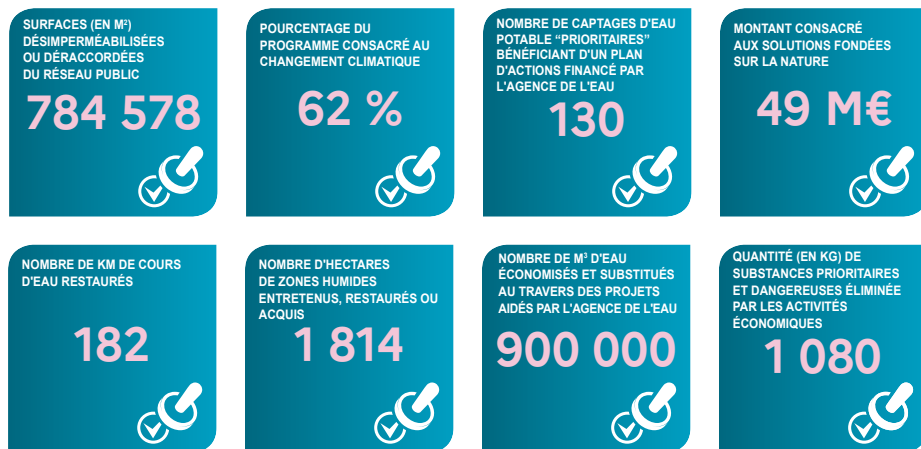 SURFACES (EN M²)
DÉSIMPERMÉABILISÉES
OU DÉRACCORDÉES
DU RÉSEAU PUBLIC
784 578
POURCENTAGE DU
PROGRAMME CONSACRÉ AU
CHANGEMENT CLIMATIQUE
62 %
NOMBRE DE CAPTAGES D'EAU
POTABLE “PRIORITAIRES”
BÉNÉFICIANT D'UN PLAN
D'ACTIONS FINANCÉ PAR
L'AGENCE DE L'EAU
130
MONTANT CONSACRÉ
AUX SOLUTIONS FONDÉES
SUR LA NATURE
49 M€
NOMBRE DE KM DE COURS
D'EAU RESTAURÉS
182
NOMBRE D'HECTARES
DE ZONES HUMIDES
ENTRETENUS, RESTAURÉS OU
ACQUIS
1 814
NOMBRE DE M³ D'EAU
ÉCONOMISÉS ET SUBSTITUÉS
AU TRAVERS DES PROJETS
AIDÉS PAR L'AGENCE DE L'EAU
900 000
QUANTITÉ (EN KG) DE
SUBSTANCES PRIORITAIRES
ET DANGEREUSES ÉLIMINÉE
PAR LES ACTIVITÉS
ÉCONOMIQUES
1 080